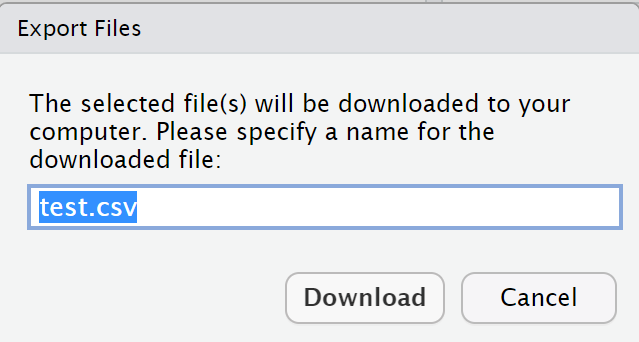 Export Files
The selected file(s) will be downloaded to your
computer. Please specify a name for the
downloaded file:
test.csv
Download
Cancel